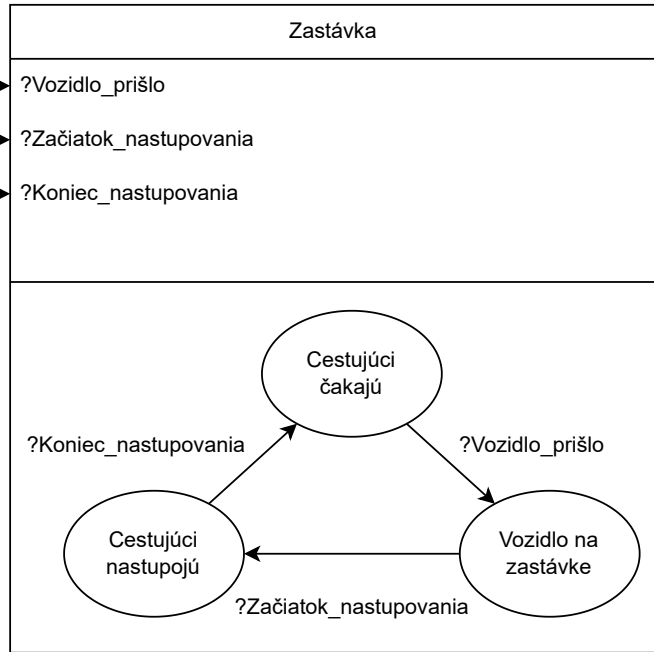 Zastávka
?Vozidlo_prišlo
?Začiatok_nastupovania
?Koniec_nastupovania
Cestujúci
čakajú
?Koniec_nastupovania
?Vozidlo_prišlo
Cestujúci
nastupojú
Vozidlo na
zastávke
?Začiatok_nastupovania